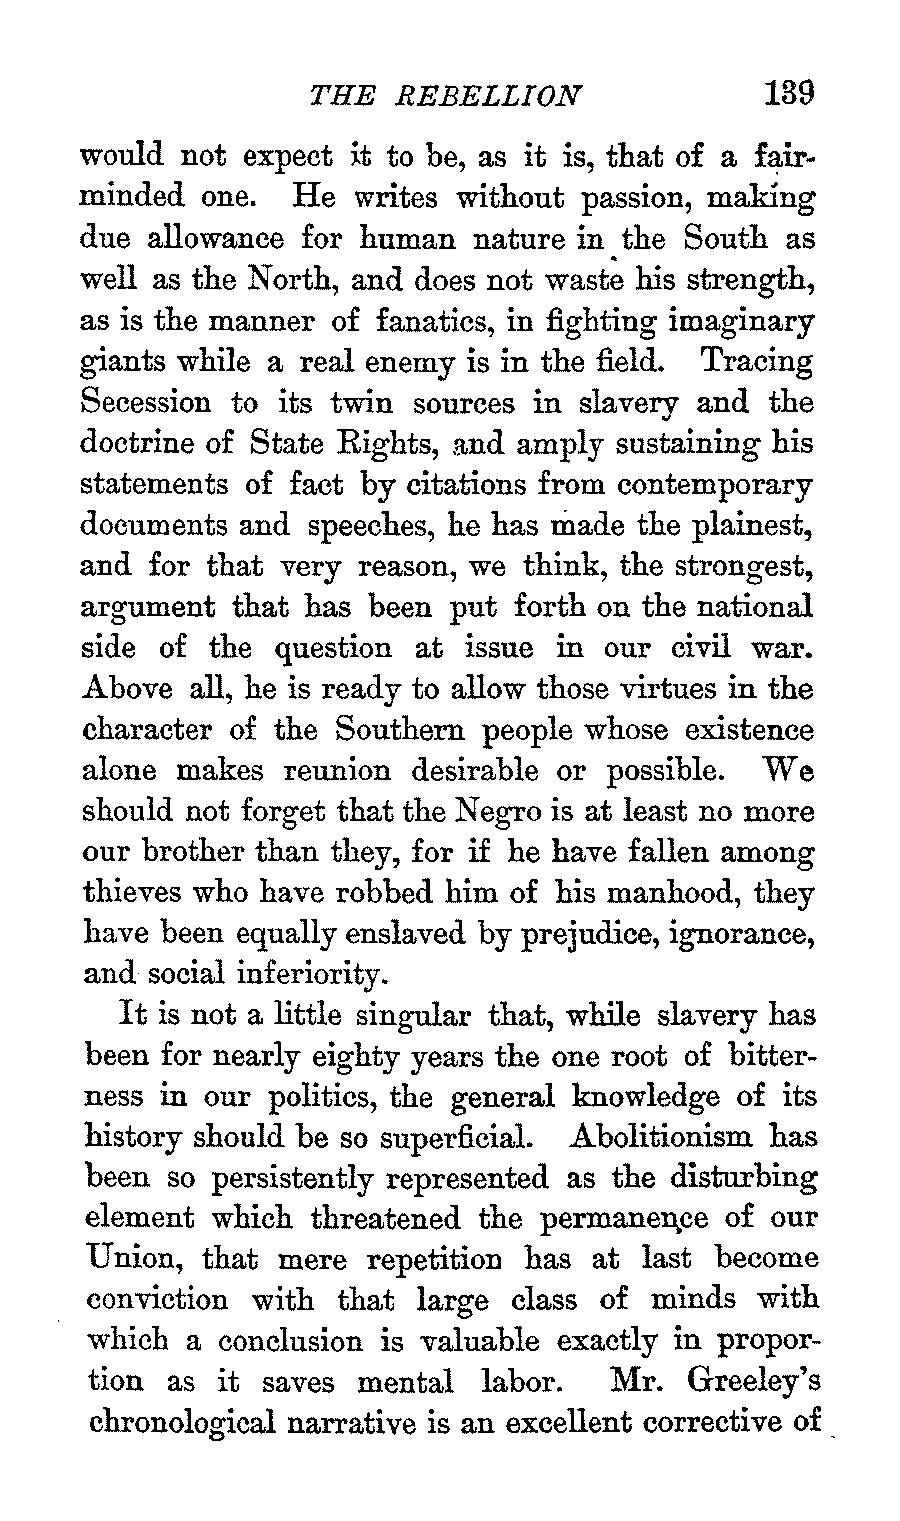 THE REBELLION 139
would not expect it to be, as it is, that of a fair-
minded one. He writes without passion, making
due allowance for human nature in the South as
well as the North, and does not waste his strength,
as is the manner of fanatics, in fighting imaginary
giants while a real enemy is in the field. Tracing
Secession to its twin sources in slavery and the
doctrine of State Rights, and amply sustaining his
statements of fact by citations from contemporary
documents and speeches, he has made the plainest,
and for that very reason, we think, the strongest,
argument that has been put forth on the national
side of the question at issue in our civil war.
Above all, he is ready to allow those virtues in the
character of the Southern people whose existence
alone makes reunion desirable or possible. We
should not forget that the Negro is at least no more
our brother than they, for if he have fallen among
thieves who have robbed him of his manhood, they
have been equally enslaved by prejudice, ignorance,
and social inferiority.
It is not a little singular that, while slavery has
been for nearly eighty years the one root of bitter-
ness in our politics, the general knowledge of its
history should be so superficial. Abolitionism has
been so persistently represented as the disturbing
element which threatened the permanence of our
Union, that mere repetition has at last become
conviction with that large class of minds with
which a conclusion is valuable exactly in propor-
tion as it saves mental labor. Mr. Greeley's
chronological narrative is an excellent corrective of